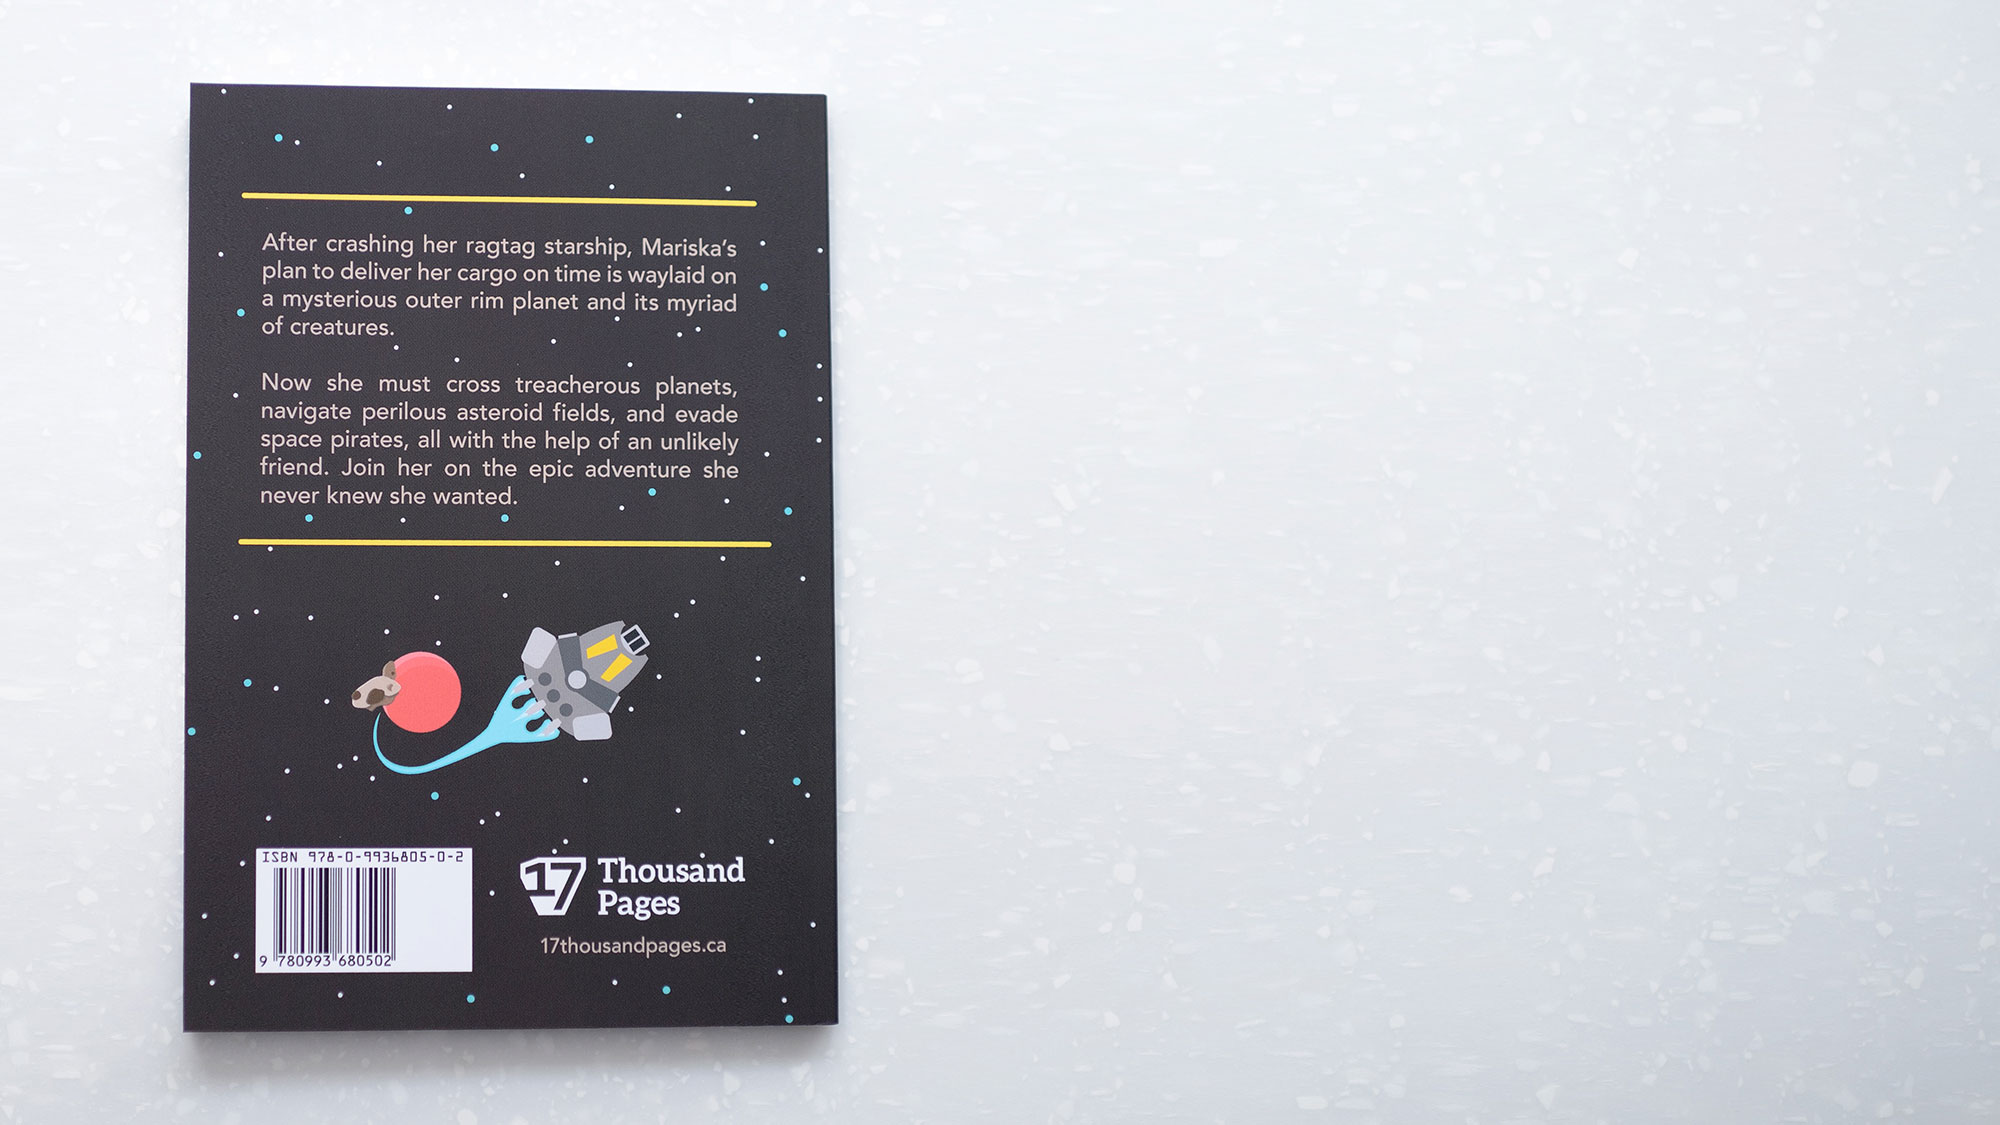 After crashing her ragtag starship, Mariska's
plan to deliver her cargo on time is waylaid on
a mysterious outer rim planet and its myriad
of creatures.
Now she must cross treacherous planets,
navigate perilous asteroid fields, and evade
space pirates, all with the help of an unlikely
friend. Join her on the epic adventure she
never knew she wanted.
ISBN 978-0-9936805-0-2
9 780993 680502
17 Thousand
Pages
17thousandpages.ca